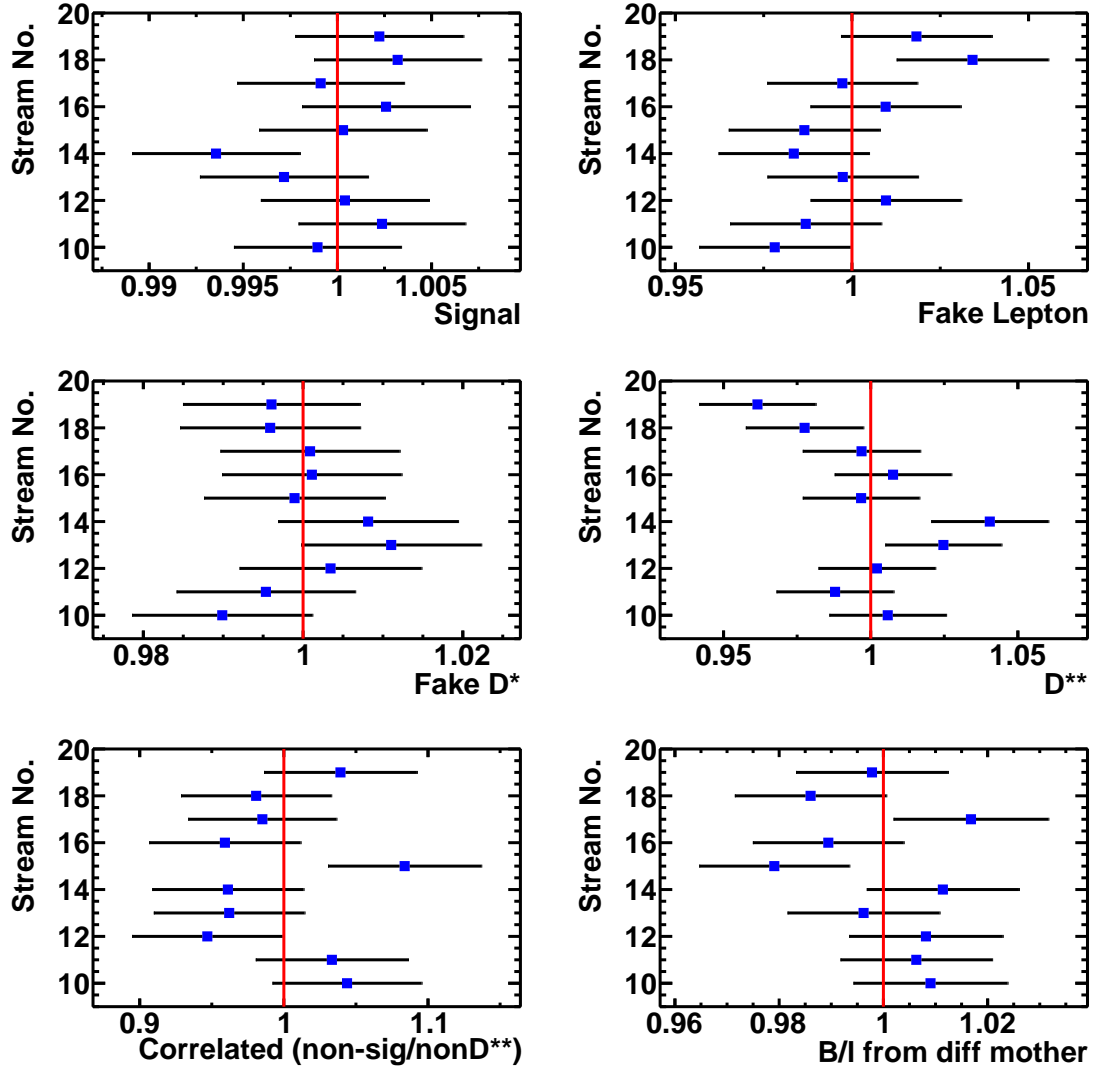 Stream No.
20
18
16
14
12
10
0.99 0.995 1 1.005
Signal
Stream No.
20
18
16
14
12
10
0.95 1 1.05
Fake Lepton
Stream No.
20
18
16
14
12
10
0.98 1 1.02
Fake D*
Stream No.
20
18
16
14
12
10
0.95 1 1.05
D**
Stream No.
20
18
16
14
12
10
0.9 1 1.1
Correlated (non-sig/nonD**)
Stream No.
20
18
16
14
12
10
0.96 0.98 1 1.02
B/l from diff mother